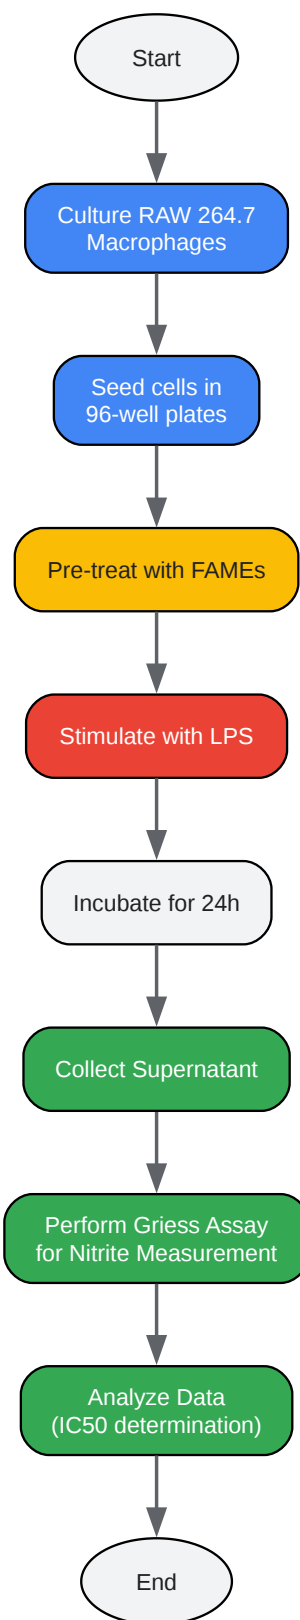 Start
Culture RAW 264.7
Macrophages
Seed cells in
96-well plates
Pre-treat with FAMEs
Stimulate with LPS
Incubate for 24h
Collect Supernatant
Perform Griess Assay
for Nitrite Measurement
Analyze Data
(IC50 determination)
End